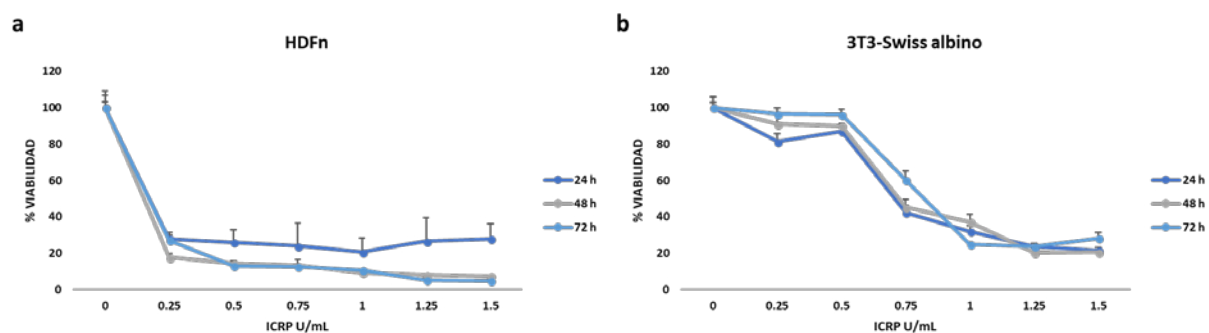 a
HDFn
120
100
80
60
40
20
0
% VIABILIDAD
0 0.25 0.5 0.75 1 1.25 1.5
ICRP U/mL
24 h
48 h
72 h
b
3T3-Swiss albino
120
100
80
60
40
20
0
% VIABILIDAD
0 0.25 0.5 0.75 1 1.25 1.5
ICRP U/mL
24 h
48 h
72 h